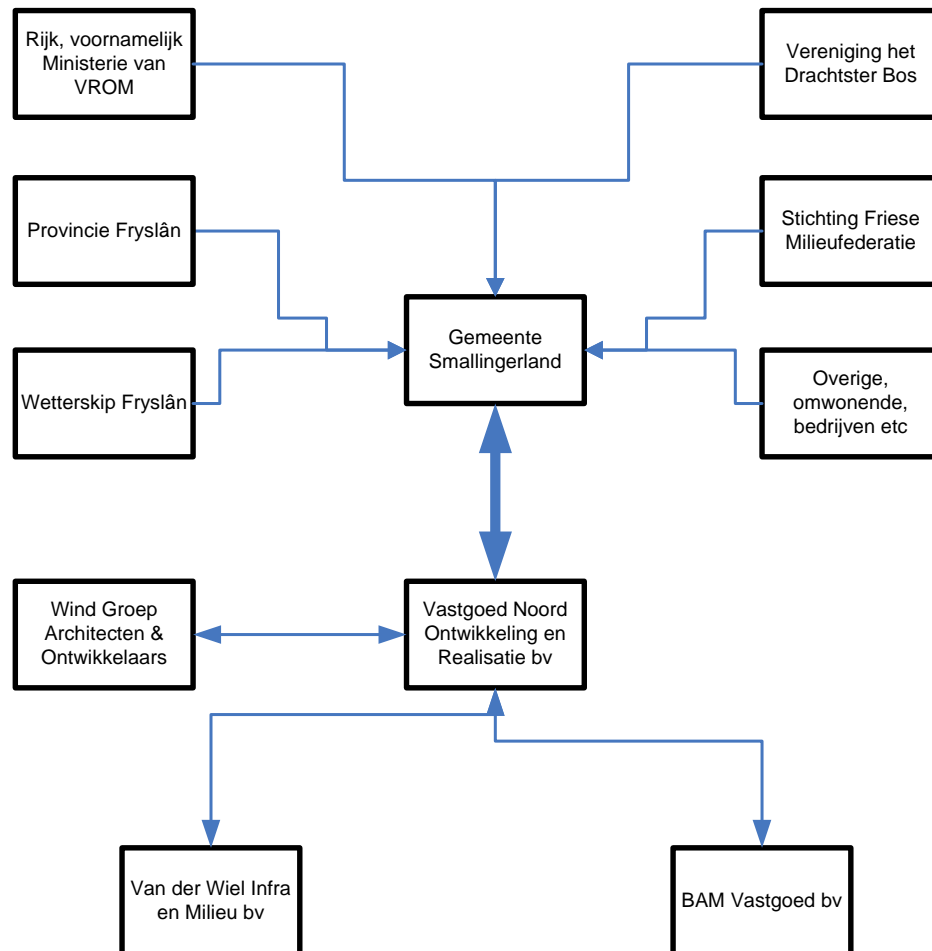 Rijk, voornamelijk
Ministerie van
VROM
Vereniging het
Drachtster Bos
Provincie Fryslân
Stichting Friese
Milieufederatie
Gemeente
Smallingerland
Wetterskip Fryslân
Overige,
omwonende,
bedrijven etc
Wind Groep
Architecten &
Ontwikkelaars
Vastgoed Noord
Ontwikkeling en
Realisatie bv
Van der Wiel Infra
en Milieu bv
BAM Vastgoed bv